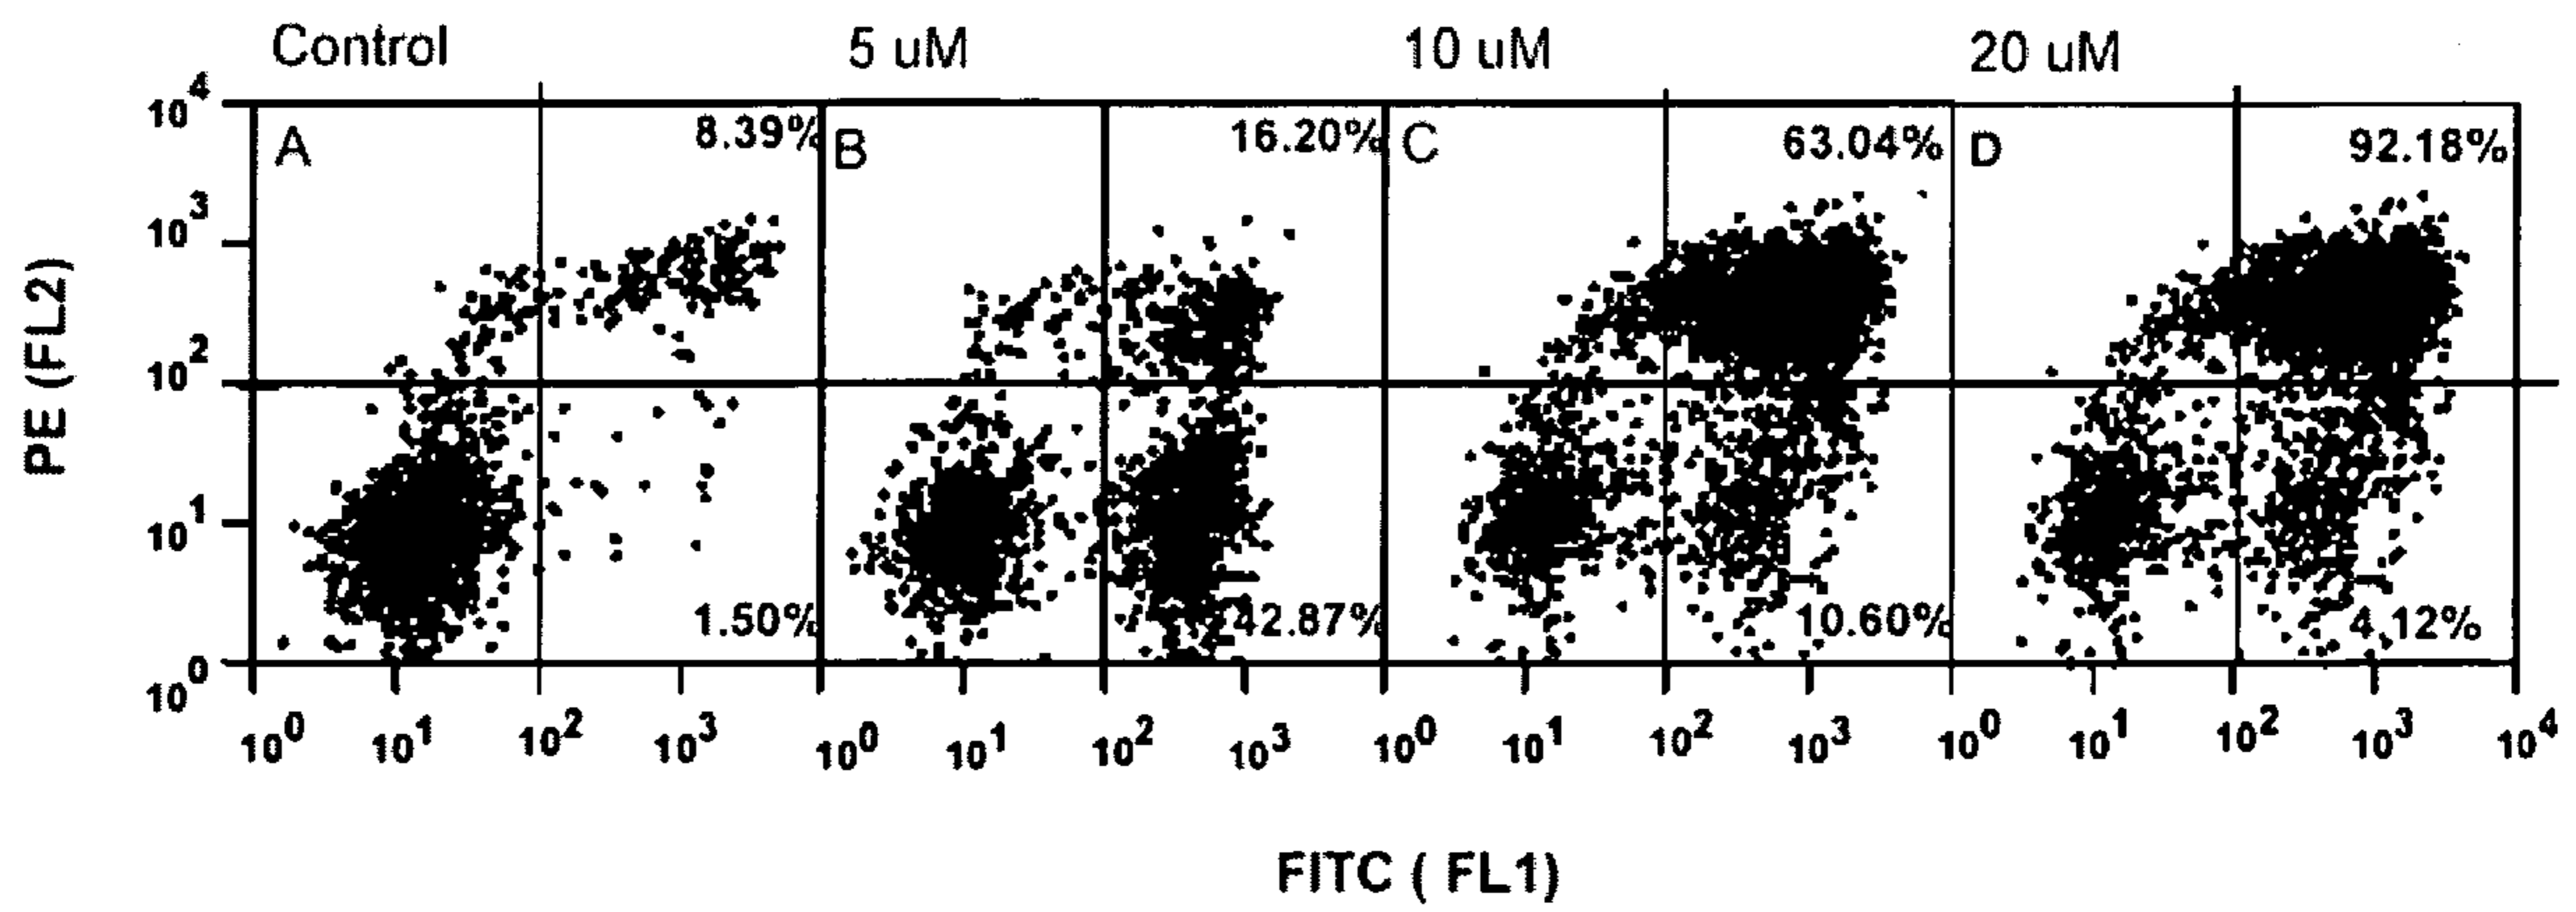 Control 5 uM 10 uM 20 uM
A 8.39% B 16.20% C 63.04% D 92.18%
10^4
10^3
10^2
10^1
10^0
PE (FL2)
1.50% 42.87% 10.60% 4.12%
10^0 10^1 10^2 10^3 10^0 10^1 10^2 10^3 10^0 10^1 10^2 10^3 10^0 10^1 10^2 10^3 10^4
FITC ( FL1)